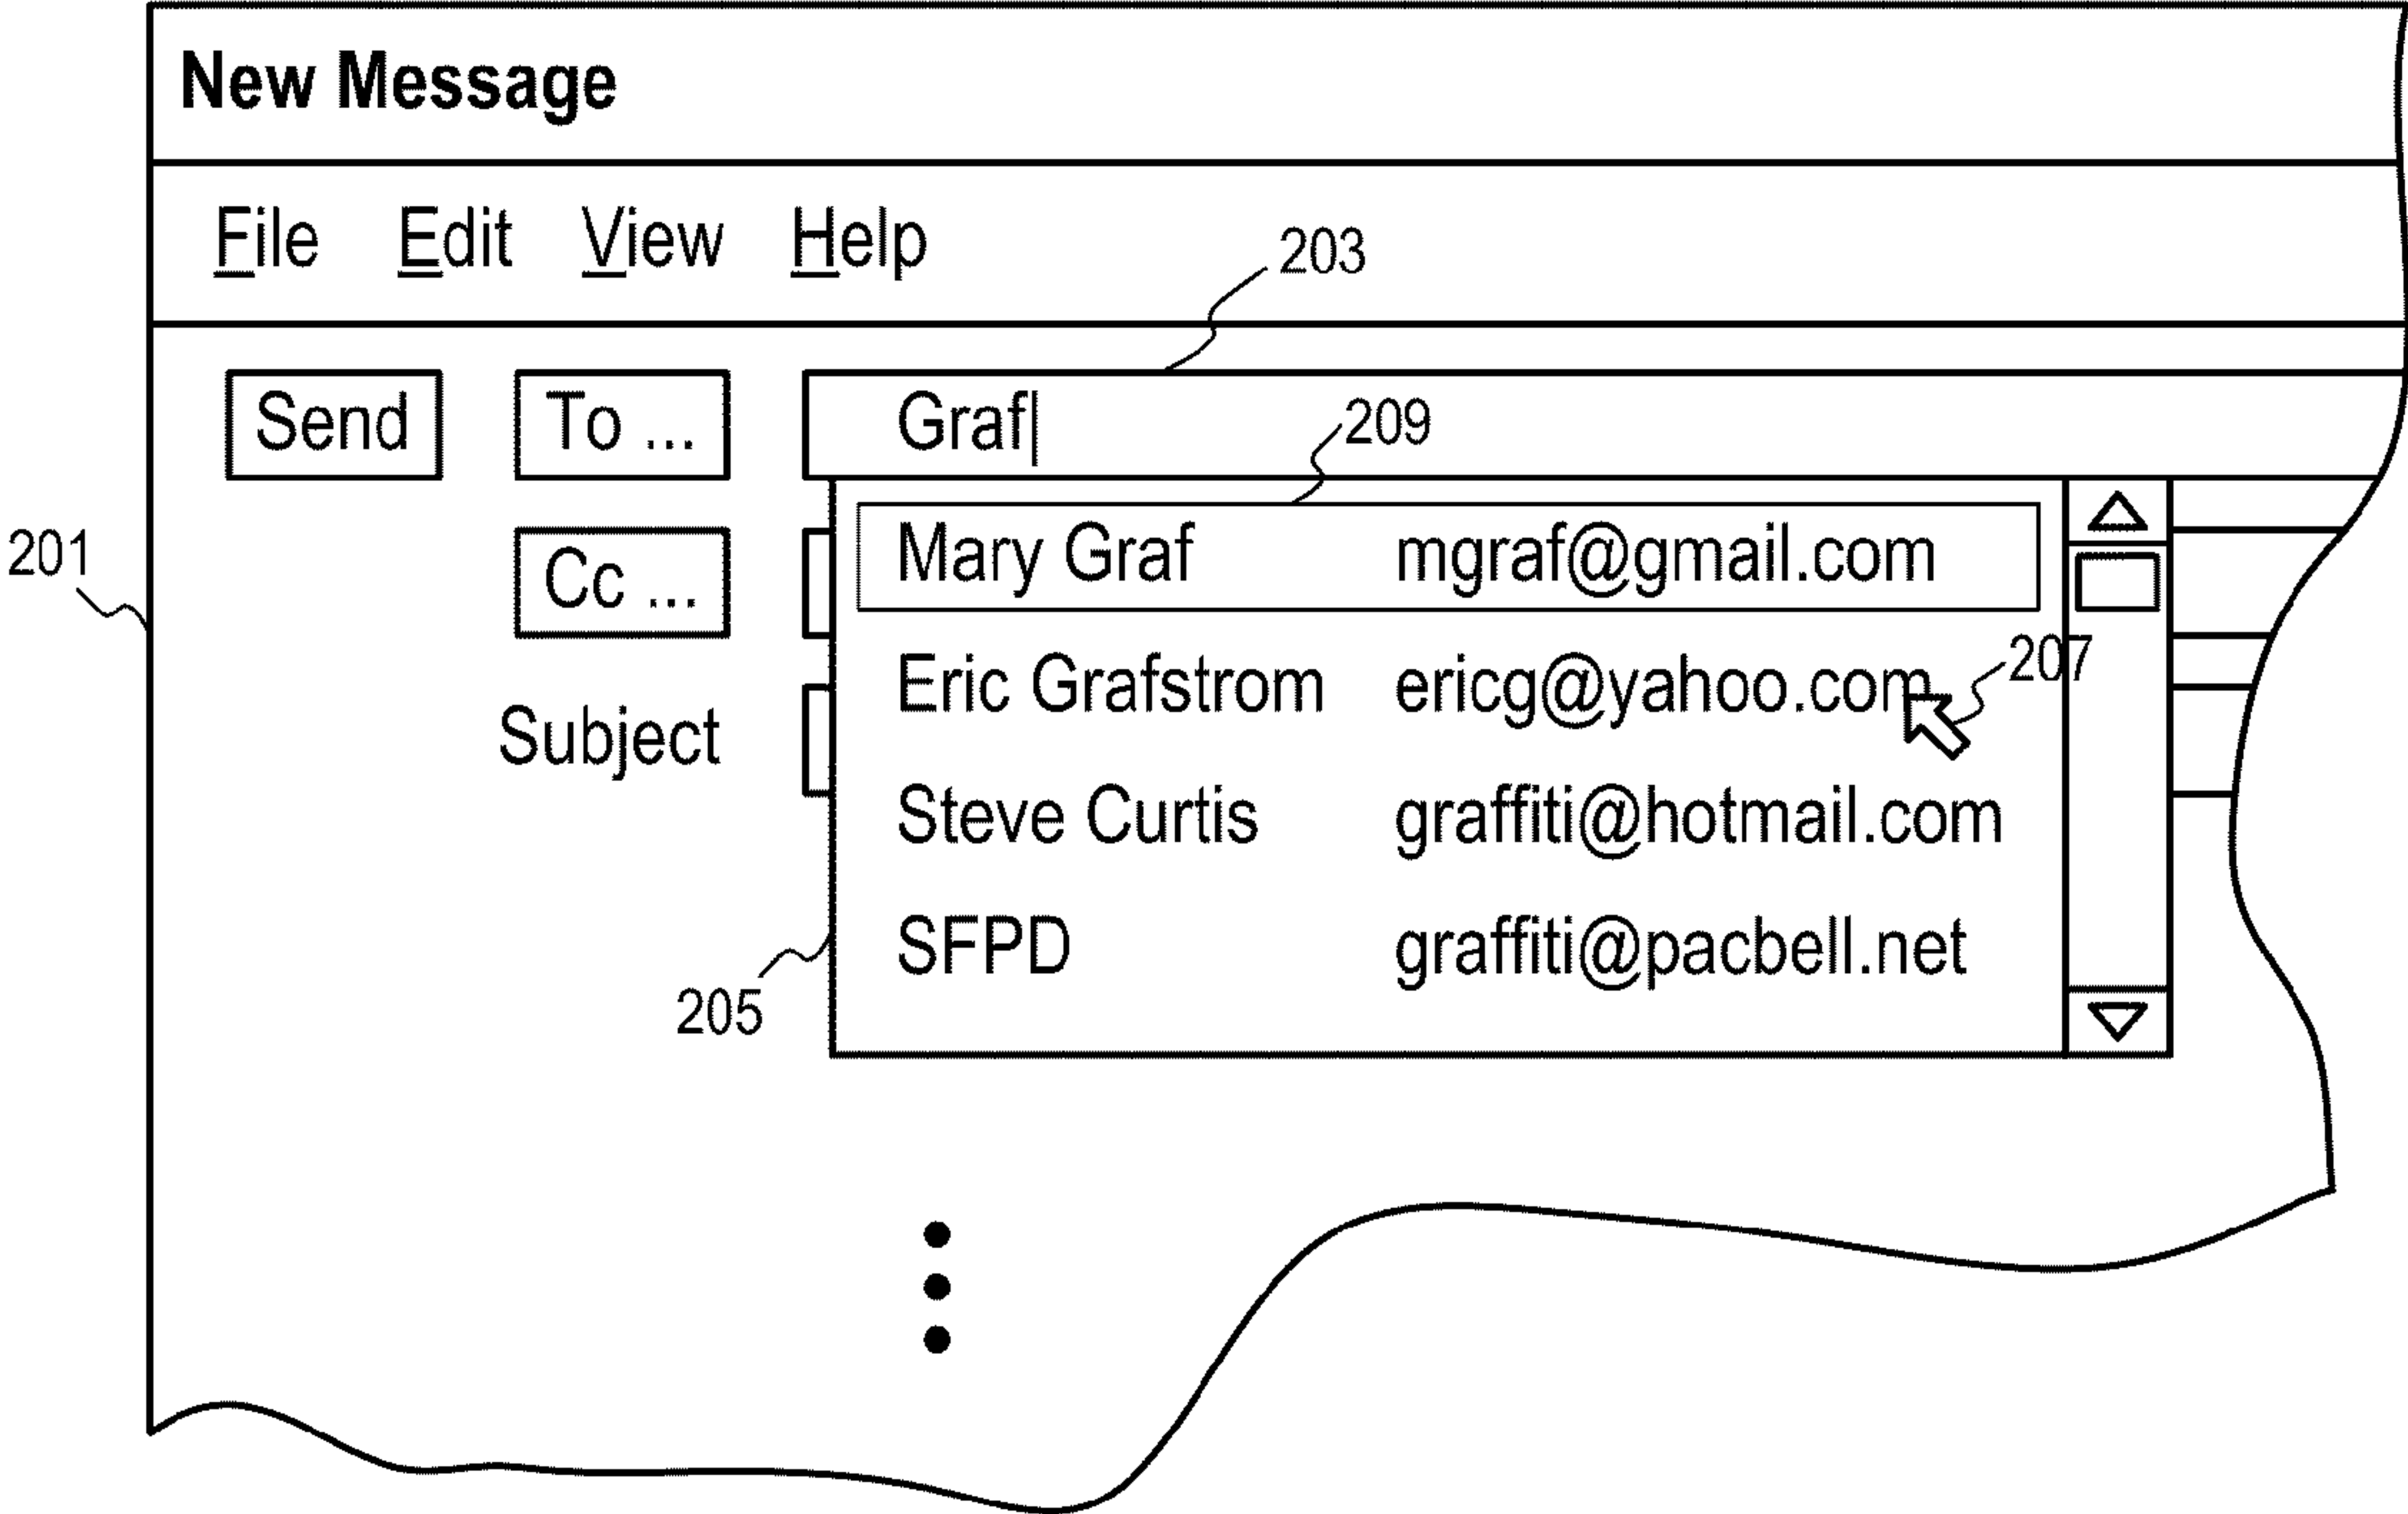 New Message
File Edit View Help
203
Send To ... Graf
209
201
Cc ... Mary Graf mgraf@gmail.com
Eric Grafstrom ericg@yahoo.com 207
Subject
Steve Curtis graffiti@hotmail.com
SFPD graffiti@pacbell.net
205